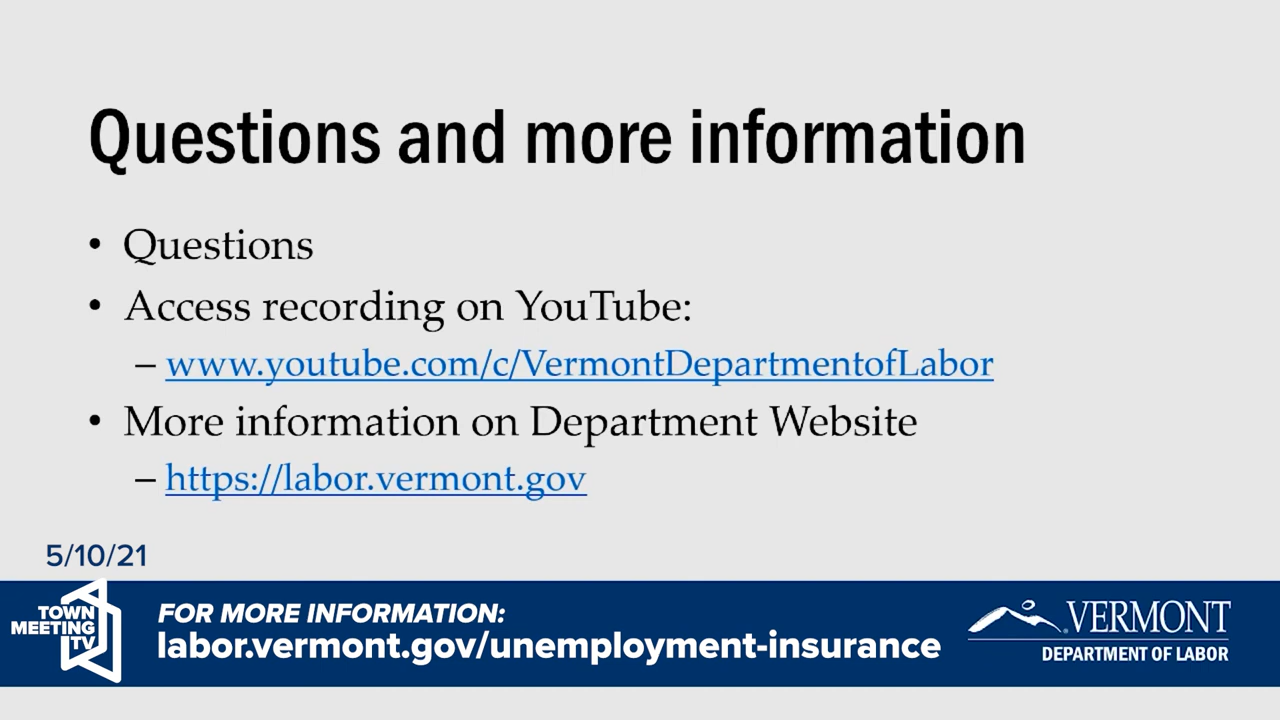 Questions and more information
• Questions
• Access recording on YouTube:
– www.youtube.com/c/VermontDepartmentofLabor
• More information on Department Website
– https://labor.vermont.gov
5/10/21
TOWN
MEETING
TV
FOR MORE INFORMATION:
labor.vermont.gov/unemployment-insurance
VERMONT
DEPARTMENT OF LABOR